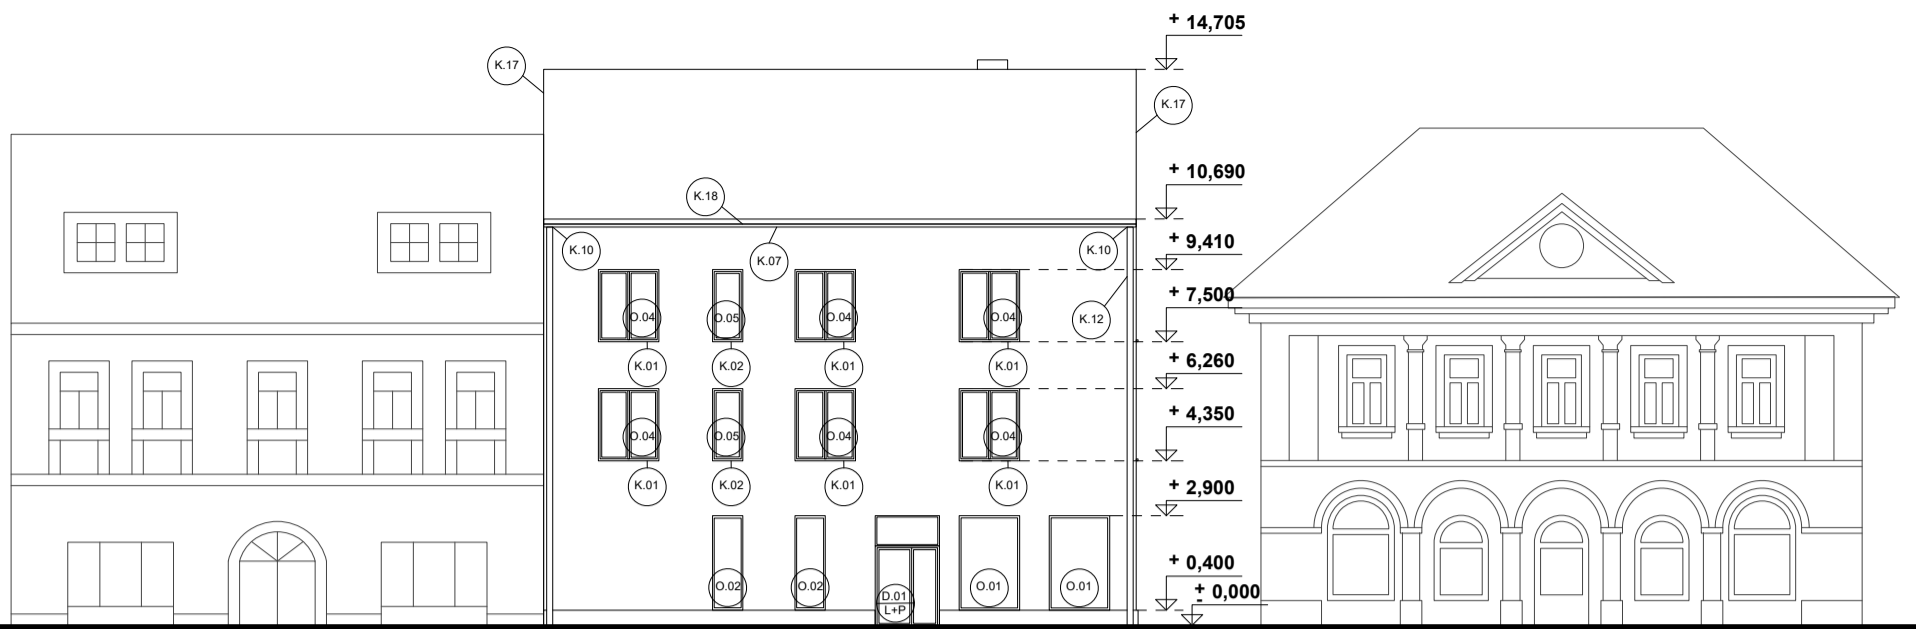 + 14,705
K.17
K.17
+ 10,690
K.18
+ 9,410
K.10
K.07
K.10
+ 7,500
O.04
O.05
O.04
O.04
K.12
+ 6,260
K.01
K.02
K.01
K.01
+ 4,350
O.04
O.05
O.04
O.04
+ 2,900
K.01
K.02
K.01
K.01
+ 0,400
O.02
O.02
D.01
L+P
O.01
O.01
± 0,000